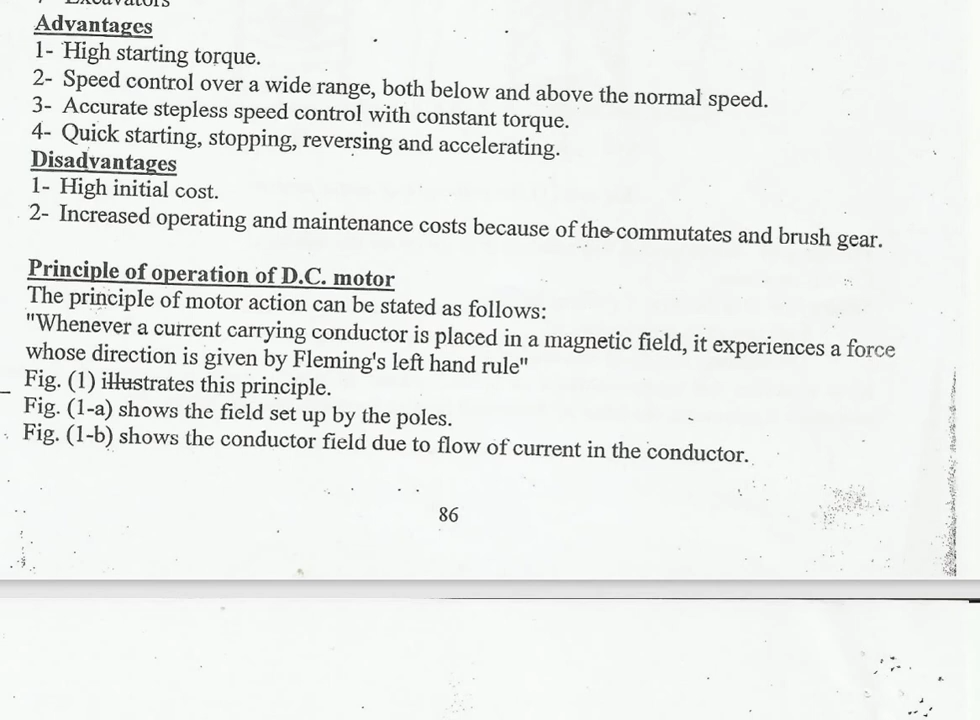 Advantages
1- High starting torque.
2- Speed control over a wide range, both below and above the normal speed.
3- Accurate stepless speed control with constant torque.
4- Quick starting, stopping, reversing and accelerating.
Disadvantages
1- High initial cost.
2- Increased operating and maintenance costs because of the commutates and brush gear.
Principle of operation of D.C. motor
The principle of motor action can be stated as follows:
"Whenever a current carrying conductor is placed in a magnetic field, it experiences a force
whose direction is given by Fleming's left hand rule"
Fig. (1) illustrates this principle.
Fig. (1-a) shows the field set up by the poles.
Fig. (1-b) shows the conductor field due to flow of current in the conductor.
86